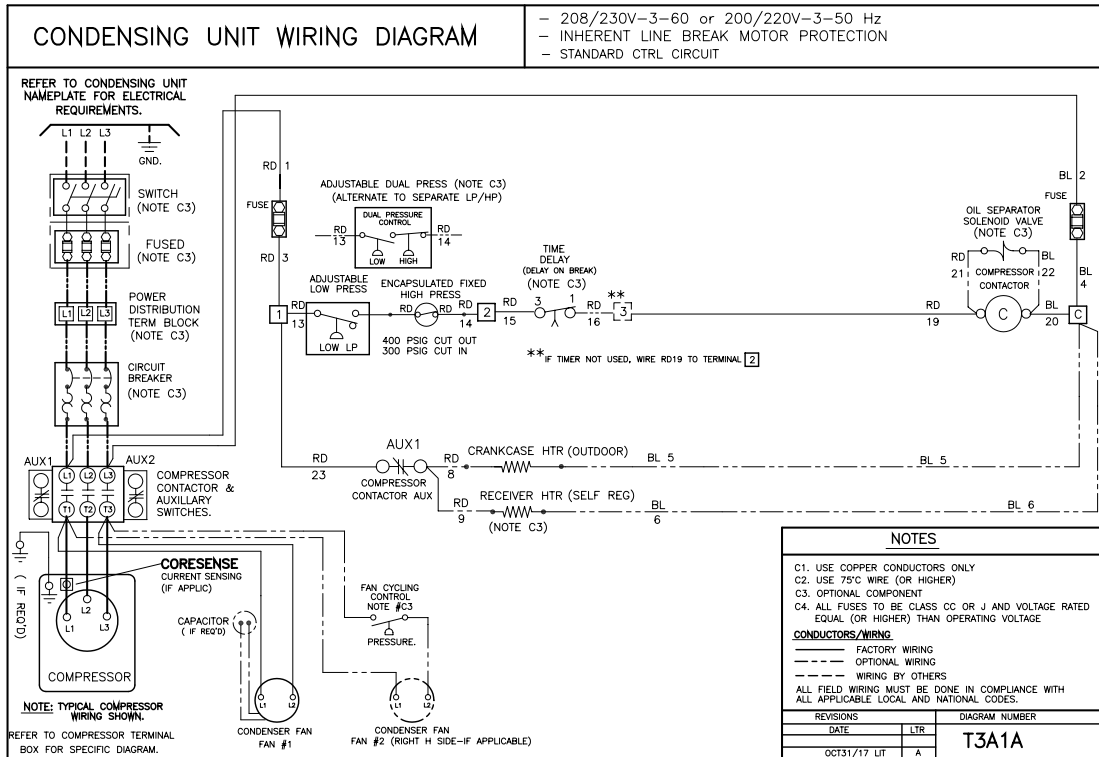 CONDENSING UNIT WIRING DIAGRAM
– 208/230V–3–60 or 200/220V–3–50 Hz
– INHERENT LINE BREAK MOTOR PROTECTION
– STANDARD CTRL CIRCUIT
REFER TO CONDENSING UNIT
NAMEPLATE FOR ELECTRICAL
REQUIREMENTS.
L1 L2 L3
GND.
SWITCH
(NOTE C3)
FUSED
(NOTE C3)
L1 L2 L3
POWER
DISTRIBUTION
TERM BLOCK
(NOTE C3)
CIRCUIT
BREAKER
(NOTE C3)
AUX1
AUX2
L1 L2 L3
T1 T2 T3
COMPRESSOR
CONTACTOR &
AUXILLARY
SWITCHES.
( IF REQ'D)
CORESENSE
CURRENT SENSING
(IF APPLIC)
L2
L1 L3
COMPRESSOR
NOTE: TYPICAL COMPRESSOR
WIRING SHOWN.
REFER TO COMPRESSOR TERMINAL
BOX FOR SPECIFIC DIAGRAM.
RD 1
FUSE
RD 3
1
ADJUSTABLE DUAL PRESS (NOTE C3)
(ALTERNATE TO SEPARATE LP/HP)
DUAL PRESSURE
CONTROL
RD
13
RD
14
LOW HIGH
ADJUSTABLE
LOW PRESS
RD
13
LOW LP
ENCAPSULATED FIXED
HIGH PRESS
RD RD RD
14
2
400 PSIG CUT OUT
300 PSIG CUT IN
RD
15
TIME
DELAY
(DELAY ON BREAK)
(NOTE C3)
3 1
RD
16
**
3
**IF TIMER NOT USED, WIRE RD19 TO TERMINAL 2
RD
19
OIL SEPARATOR
SOLENOID VALVE
(NOTE C3)
RD
21
BL
22
COMPRESSOR
CONTACTOR
C
BL
20
C
BL 2
FUSE
BL
4
RD
23
AUX1
COMPRESSOR
CONTACTOR AUX
RD
8
CRANKCASE HTR (OUTDOOR)
BL 5
BL 5
RD
9
RECEIVER HTR (SELF REG)
(NOTE C3)
BL
6
BL 6
FAN CYCLING
CONTROL
NOTE #C3
PRESSURE.
CAPACITOR
( IF REQ'D)
L1 L2
CONDENSER FAN
FAN #1
L1 L2
CONDENSER FAN
FAN #2 (RIGHT H SIDE–IF APPLICABLE)
NOTES
C1. USE COPPER CONDUCTORS ONLY
C2. USE 75°C WIRE (OR HIGHER)
C3. OPTIONAL COMPONENT
C4. ALL FUSES TO BE CLASS CC OR J AND VOLTAGE RATED
EQUAL (OR HIGHER) THAN OPERATING VOLTAGE
CONDUCTORS/WIRNG
FACTORY WIRING
OPTIONAL WIRING
WIRING BY OTHERS
ALL FIELD WIRING MUST BE DONE IN COMPLIANCE WITH
ALL APPLICABLE LOCAL AND NATIONAL CODES.
REVISIONS
DIAGRAM NUMBER
DATE LTR
T3A1A
OCT31/17 LIT A